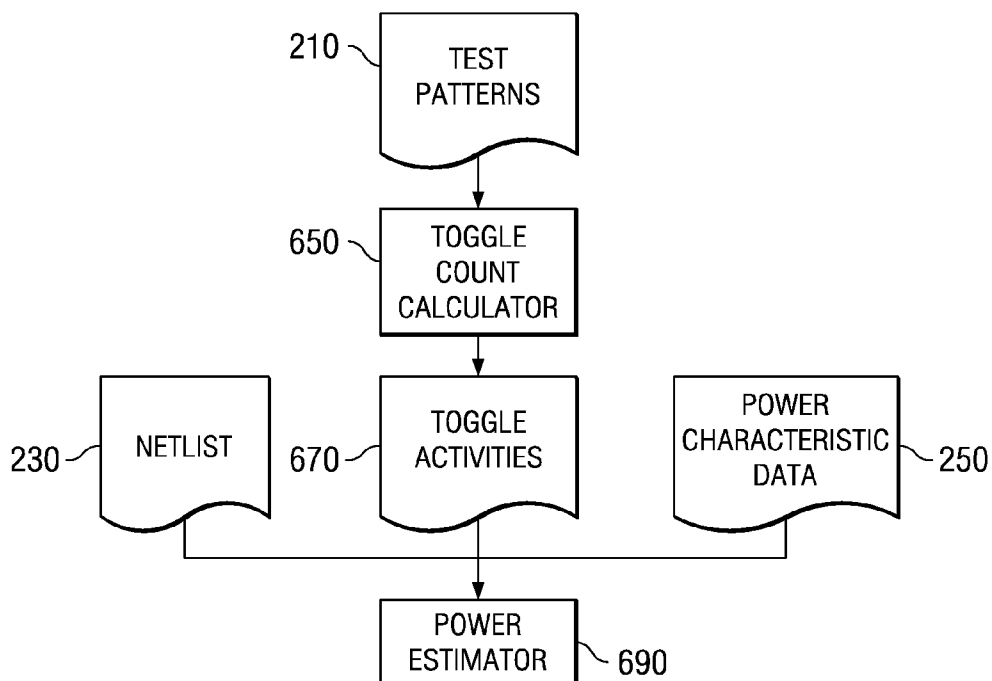 210
TEST
PATTERNS
650
TOGGLE
COUNT
CALCULATOR
230
NETLIST
670
TOGGLE
ACTIVITIES
POWER
CHARACTERISTIC
DATA
250
POWER
ESTIMATOR
690